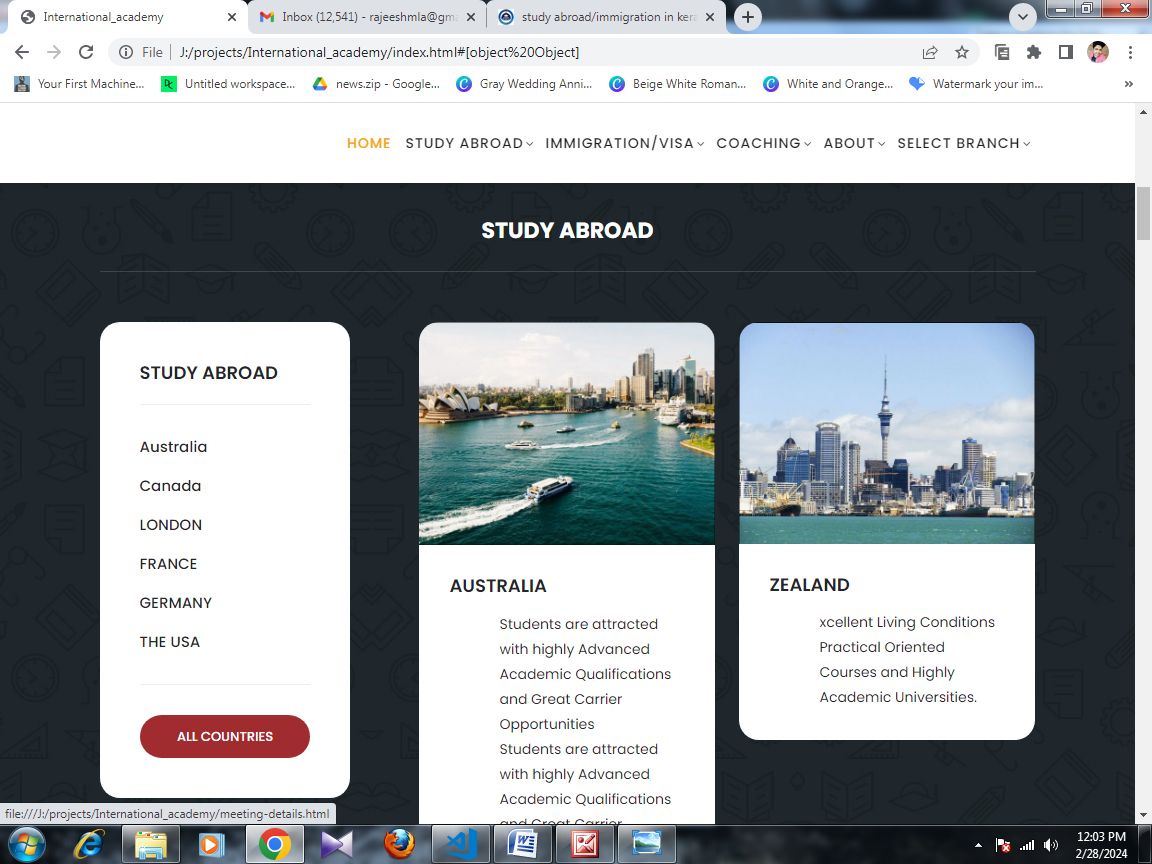 International_academy
Inbox (12,541) - rajeeshmla@gma
study abroad/immigration in kera
File
J:/projects/International_academy/index.html#[object%20Object]
Your First Machine...
DC
Untitled workspace...
news.zip - Google...
Gray Wedding Anni...
Beige White Roman...
White and Orange...
Watermark your im...
HOME STUDY ABROAD IMMIGRATION/VISA COACHING ABOUT SELECT BRANCH
STUDY ABROAD
STUDY ABROAD
Australia
Canada
LONDON
FRANCE
GERMANY
THE USA
ALL COUNTRIES
AUSTRALIA
Students are attracted
with highly Advanced
Academic Qualifications
and Great Carrier
Opportunities
Students are attracted
with highly Advanced
Academic Qualifications
and Great Carrier
ZEALAND
xcellent Living Conditions
Practical Oriented
Courses and Highly
Academic Universities.
file:///J:/projects/International_academy/meeting-details.html
12:03 PM
2/28/2024